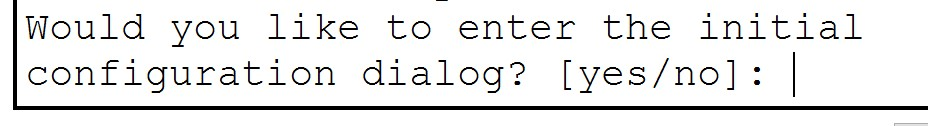 Would you like to enter the initial
configuration dialog? [yes/no]: